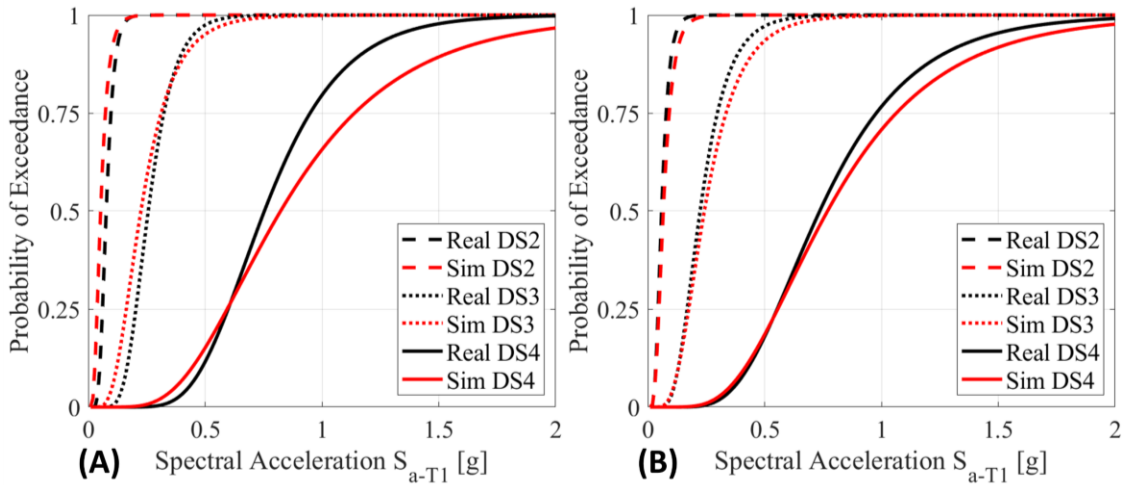 Probability of Exceedance
1
0.75
0.5
0.25
0
Real DS2
Sim DS2
Real DS3
Sim DS3
Real DS4
Sim DS4
0 0.5 1 1.5 2
(A) Spectral Acceleration S_a-T1 [g]
Probability of Exceedance
1
0.75
0.5
0.25
0
Real DS2
Sim DS2
Real DS3
Sim DS3
Real DS4
Sim DS4
0 0.5 1 1.5 2
(B) Spectral Acceleration S_a-T1 [g]